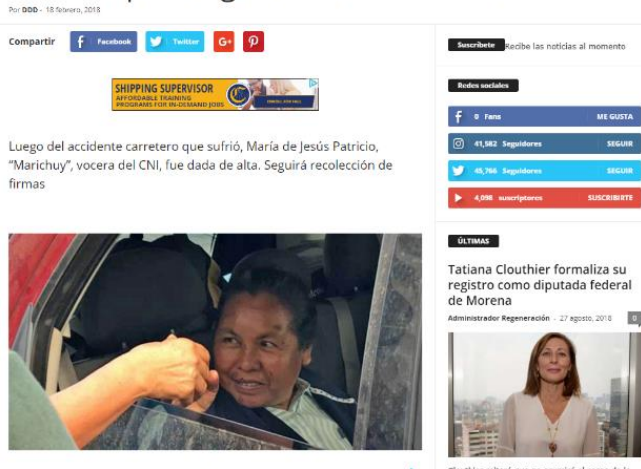 Por DDD - 18 febrero, 2018
Compartir
Facebook
Twitter
G+
SHIPPING SUPERVISOR
AFFORDABLE TRAINING
PROGRAMS FOR IN-DEMAND JOBS
Luego del accidente carretero que sufrió, María de Jesús Patricio,
“Marichuy”, vocera del CNI, fue dada de alta. Seguirá recolección de
firmas
Suscríbete Recibe las noticias al momento
Redes sociales
0 Fans ME GUSTA
41,582 Seguidores SEGUIR
45,766 Seguidores SEGUIR
4,098 suscriptores SUSCRIBIRTE
ÚLTIMAS
Tatiana Clouthier formaliza su
registro como diputada federal
de Morena
Administrador Regeneración - 27 agosto, 2018 0